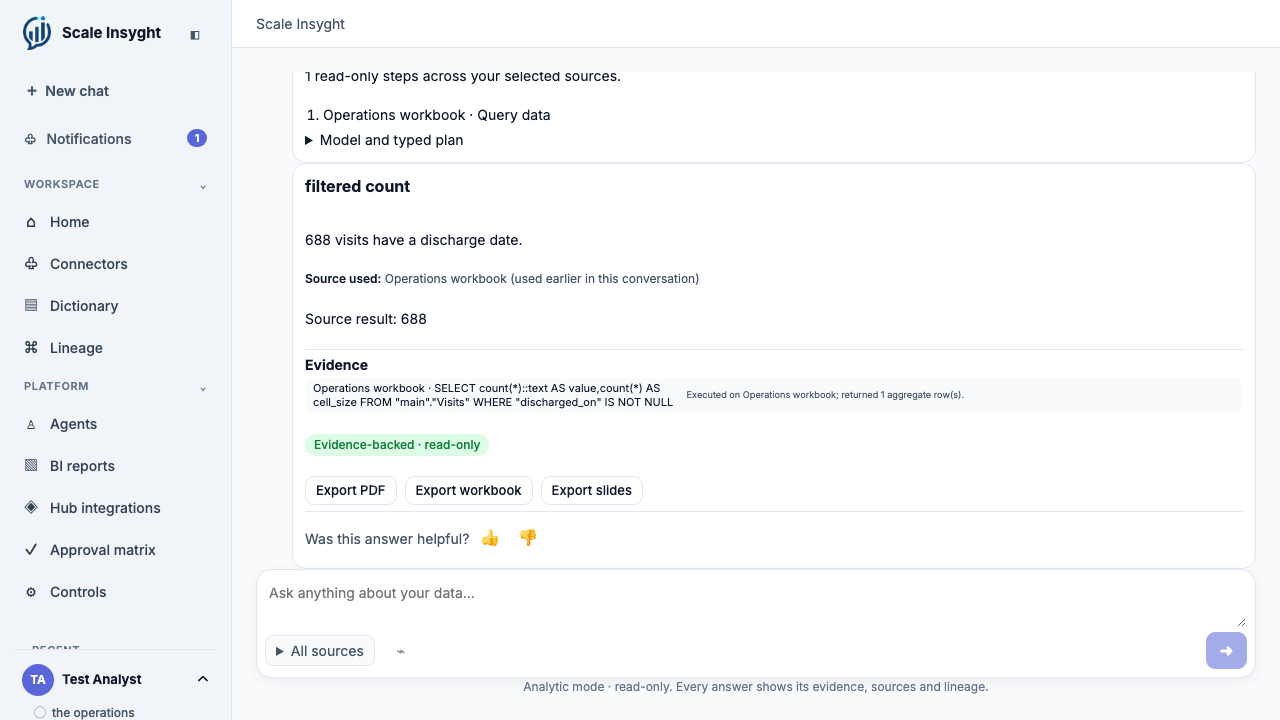 Scale Insyght
New chat
Notifications
1
WORKSPACE
Home
Connectors
Dictionary
Lineage
PLATFORM
Agents
BI reports
Hub integrations
Approval matrix
Controls
RECENT
TA
Test Analyst
the operations
Scale Insyght
1 read-only steps across your selected sources.
1. Operations workbook · Query data
Model and typed plan
filtered count
688 visits have a discharge date.
Source used: Operations workbook (used earlier in this conversation)
Source result: 688
Evidence
Operations workbook · SELECT count(*)::text AS value,count(*) AS
cell_size FROM "main"."Visits" WHERE "discharged_on" IS NOT NULL
Executed on Operations workbook; returned 1 aggregate row(s).
Evidence-backed · read-only
Export PDF
Export workbook
Export slides
Was this answer helpful?
Ask anything about your data...
All sources
Analytic mode · read-only. Every answer shows its evidence, sources and lineage.